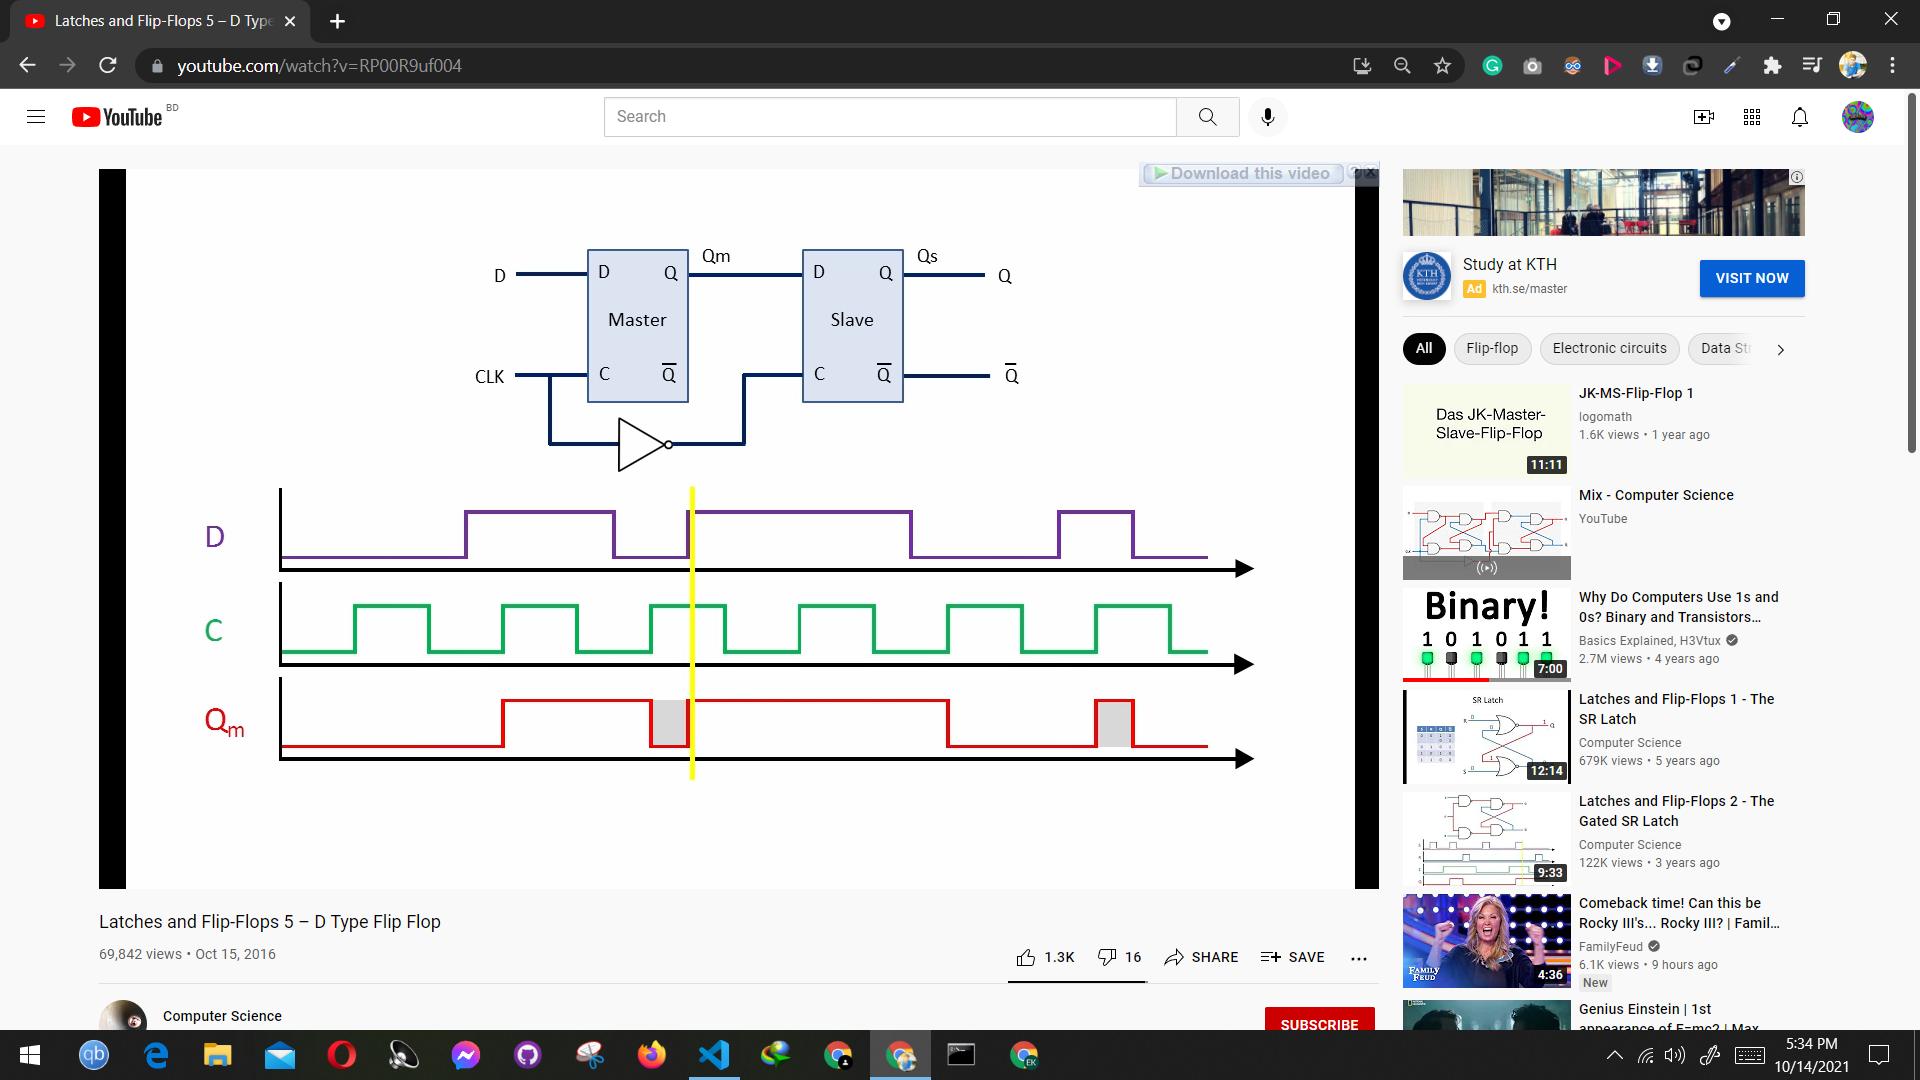 Latches and Flip-Flops 5 – D Type
youtube.com/watch?v=RP00R9uf004
YouTube BD
Search
Download this video
D
D Q
Master
CLK
C Q̅
Qm
D Q
Slave
C Q̅
Qs
Q
Q̅
D
C
Qm
Latches and Flip-Flops 5 – D Type Flip Flop
69,842 views • Oct 15, 2016
1.3K
16
SHARE
SAVE
Computer Science
SUBSCRIBE
Study at KTH
Ad kth.se/master
VISIT NOW
All
Flip-flop
Electronic circuits
Data St
Das JK-Master-
Slave-Flip-Flop
11:11
JK-MS-Flip-Flop 1
logomath
1.6K views • 1 year ago
Mix - Computer Science
YouTube
Binary!
1 0 1 0 1 1
7:00
Why Do Computers Use 1s and
0s? Binary and Transistors...
Basics Explained, H3Vtux
2.7M views • 4 years ago
SR Latch
12:14
Latches and Flip-Flops 1 - The
SR Latch
Computer Science
679K views • 5 years ago
9:33
Latches and Flip-Flops 2 - The
Gated SR Latch
Computer Science
122K views • 3 years ago
FAMILY
FEUD
4:36
Comeback time! Can this be
Rocky III's... Rocky III? | Famil...
FamilyFeud
6.1K views • 9 hours ago
New
Genius Einstein | 1st
appearance of E=mc2 | Max
5:34 PM
10/14/2021